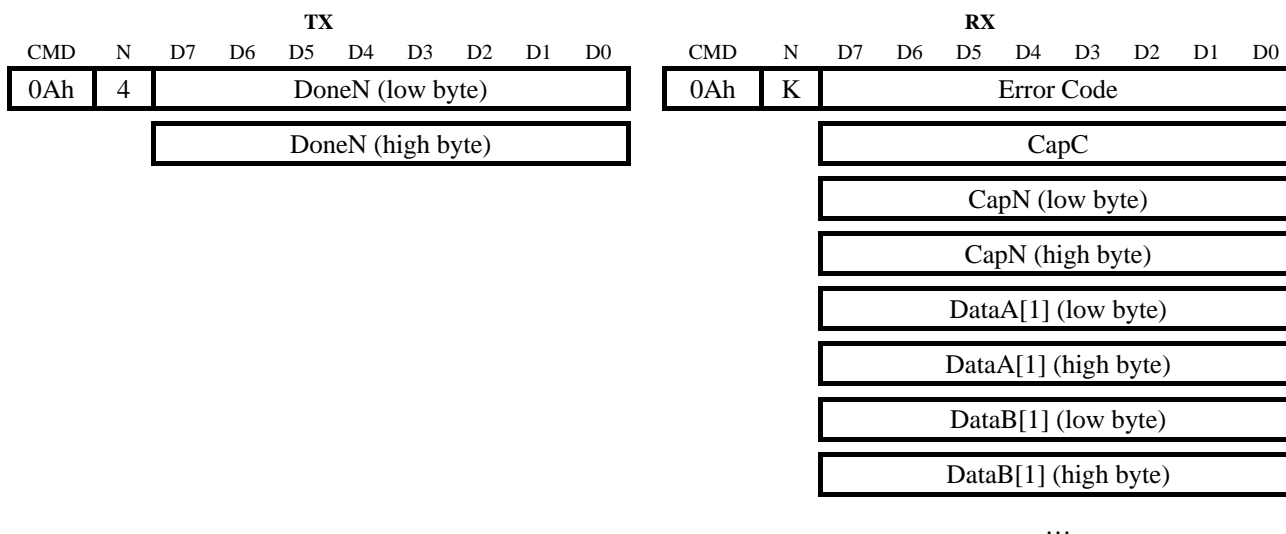 TX RX
CMD N D7 D6 D5 D4 D3 D2 D1 D0 CMD N D7 D6 D5 D4 D3 D2 D1 D0
0Ah 4 DoneN (low byte) 0Ah K Error Code
DoneN (high byte) CapC
CapN (low byte)
CapN (high byte)
DataA[1] (low byte)
DataA[1] (high byte)
DataB[1] (low byte)
DataB[1] (high byte)
…